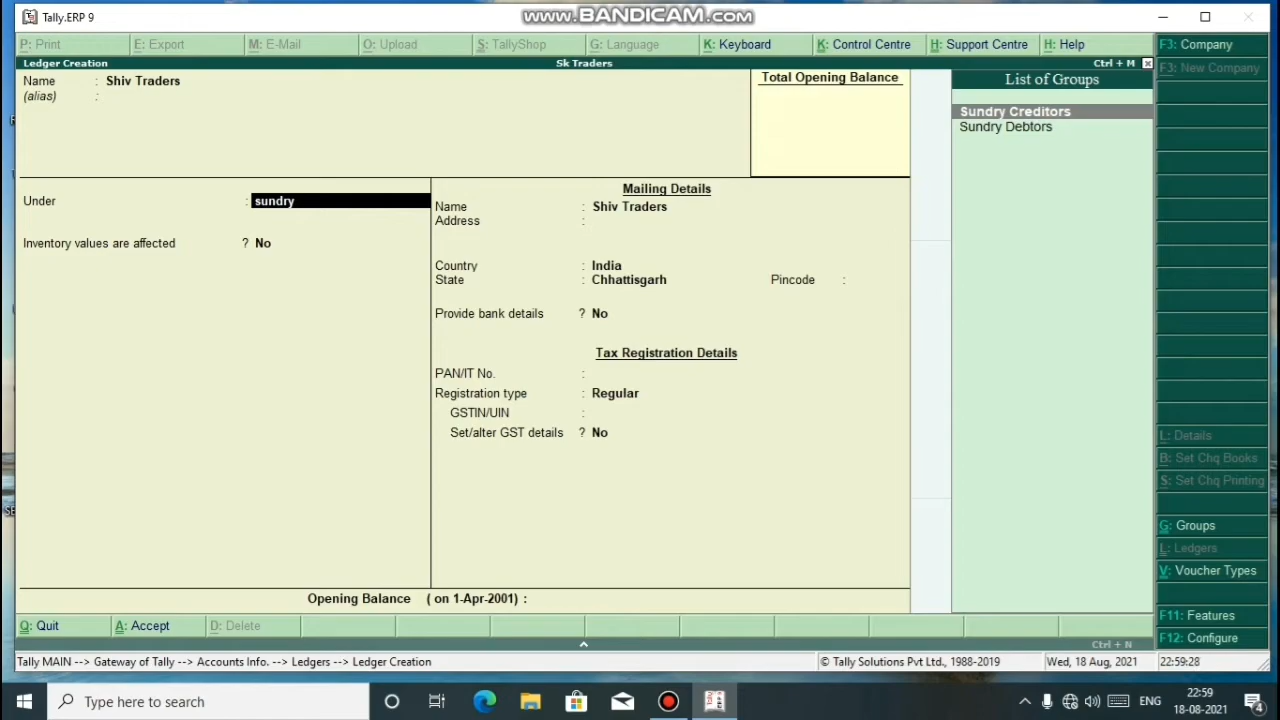 Tally.ERP 9
www.BANDICAM.com
P: Print E: Export M: E-Mail O: Upload S: TallyShop G: Language K: Keyboard K: Control Centre H: Support Centre H: Help
F3: Company
Ledger Creation Sk Traders Ctrl + M x
F3: New Company
Name : Shiv Traders
(alias) :
Total Opening Balance
List of Groups
Sundry Creditors
Sundry Debtors
Under : sundry
Inventory values are affected ? No
Mailing Details
Name : Shiv Traders
Address :
Country : India
State : Chhattisgarh Pincode :
Provide bank details ? No
Tax Registration Details
PAN/IT No. :
Registration type : Regular
GSTIN/UIN :
Set/alter GST details ? No
L: Details
B: Set Chq Books
S: Set Chq Printing
G: Groups
L: Ledgers
V: Voucher Types
F11: Features
F12: Configure
Opening Balance ( on 1-Apr-2001) :
Q: Quit A: Accept D: Delete
Ctrl + N
Tally MAIN --> Gateway of Tally --> Accounts Info. --> Ledgers --> Ledger Creation © Tally Solutions Pvt Ltd., 1988-2019 Wed, 18 Aug, 2021 22:59:28
Type here to search
ENG
22:59
18-08-2021
4